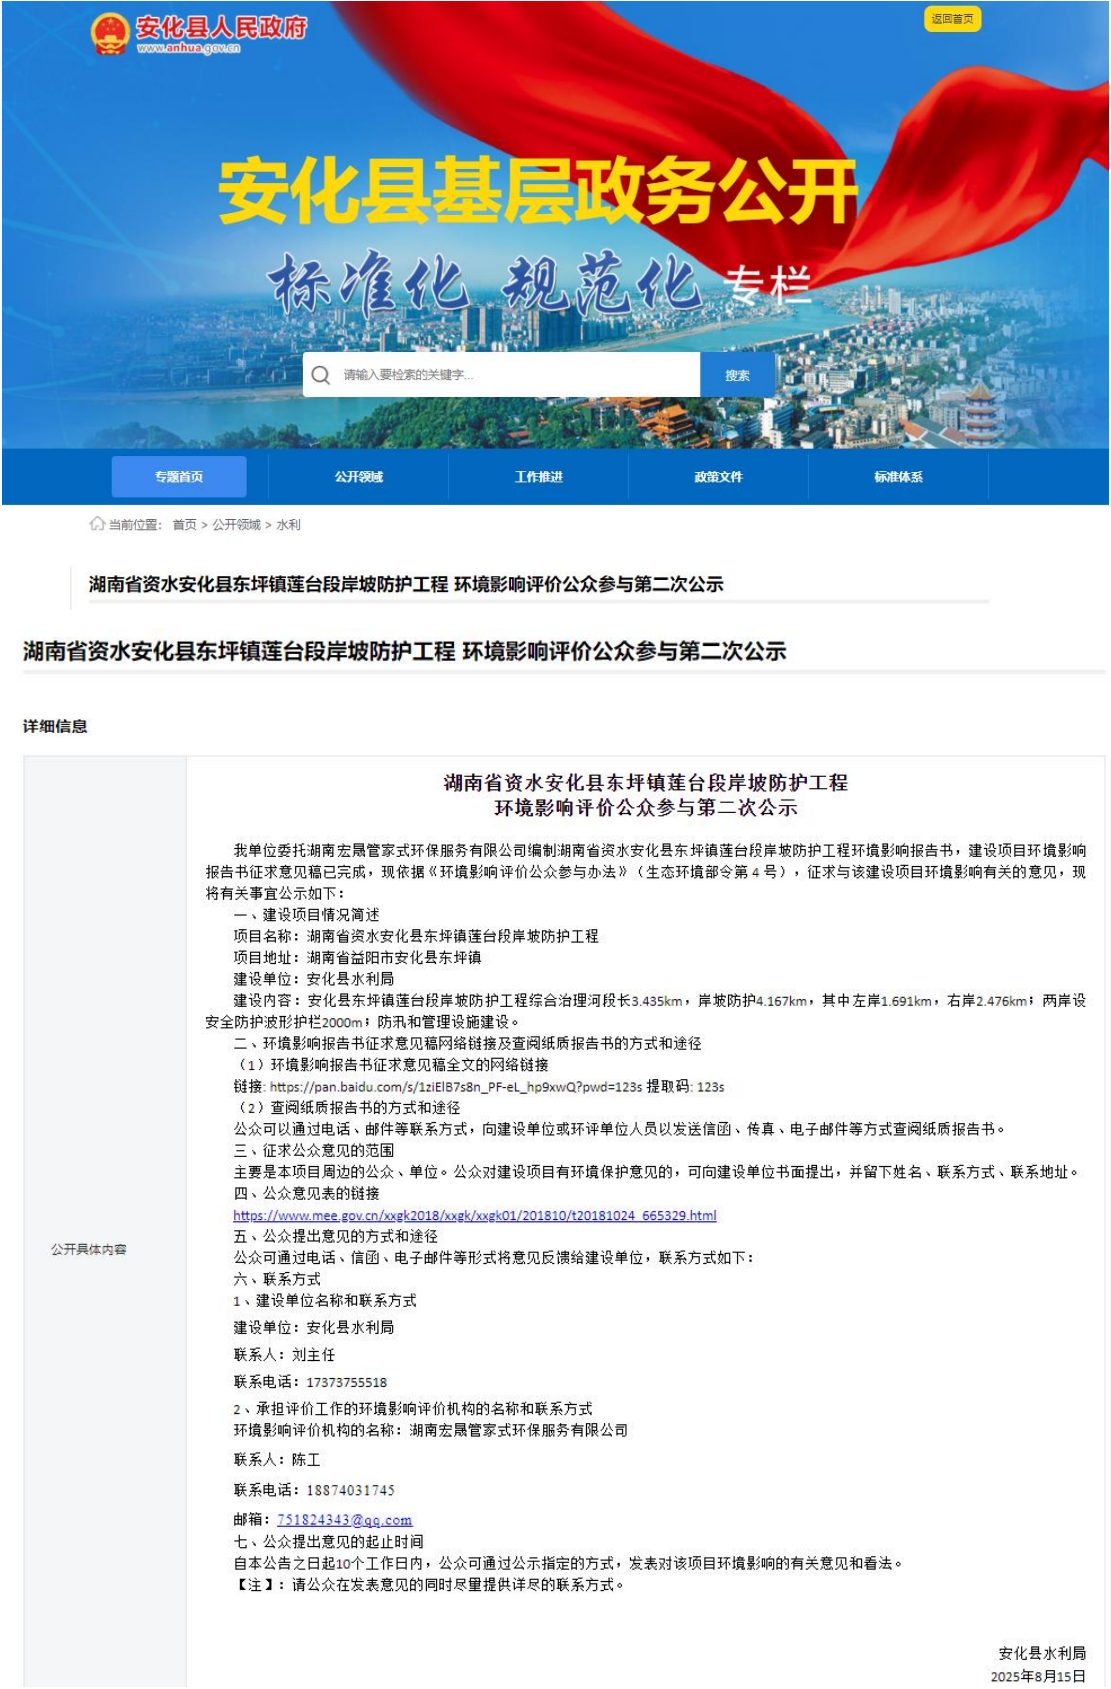 安化县人民政府
www.anhua.gov.cn
返回首页
安化县基层政务公开
标准化 规范化 专栏
请输入要检索的关键字...
搜索
专题首页 公开领域 工作推进 政策文件 标准体系
当前位置： 首页 > 公开领域 > 水利
湖南省资水安化县东坪镇莲台段岸坡防护工程 环境影响评价公众参与第二次公示
湖南省资水安化县东坪镇莲台段岸坡防护工程 环境影响评价公众参与第二次公示
详细信息
公开具体内容
湖南省资水安化县东坪镇莲台段岸坡防护工程
环境影响评价公众参与第二次公示
我单位委托湖南宏晟管家式环保服务有限公司编制湖南省资水安化县东坪镇莲台段岸坡防护工程环境影响报告书，建设项目环境影响
报告书征求意见稿已完成，现依据《环境影响评价公众参与办法》（生态环境部令第 4 号），征求与该建设项目环境影响有关的意见，现
将有关事宜公示如下：
一、建设项目情况简述
项目名称：湖南省资水安化县东坪镇莲台段岸坡防护工程
项目地址：湖南省益阳市安化县东坪镇
建设单位：安化县水利局
建设内容：安化县东坪镇莲台段岸坡防护工程综合治理河段长3.435km，岸坡防护4.167km，其中左岸1.691km，右岸2.476km；两岸设
安全防护波形护栏2000m；防汛和管理设施建设。
二、环境影响报告书征求意见稿网络链接及查阅纸质报告书的方式和途径
（1）环境影响报告书征求意见稿全文的网络链接
链接: https://pan.baidu.com/s/1ziElB7s8n_PF-eL_hp9xwQ?pwd=123s 提取码: 123s
（2）查阅纸质报告书的方式和途径
公众可以通过电话、邮件等联系方式，向建设单位或环评单位人员以发送信函、传真、电子邮件等方式查阅纸质报告书。
三、征求公众意见的范围
主要是本项目周边的公众、单位。公众对建设项目有环境保护意见的，可向建设单位书面提出，并留下姓名、联系方式、联系地址。
四、公众意见表的链接
https://www.mee.gov.cn/xxgk2018/xxgk/xxgk01/201810/t20181024_665329.html
五、公众提出意见的方式和途径
公众可通过电话、信函、电子邮件等形式将意见反馈给建设单位，联系方式如下：
六、联系方式
1、建设单位名称和联系方式
建设单位：安化县水利局
联系人：刘主任
联系电话：17373755518
2、承担评价工作的环境影响评价机构的名称和联系方式
环境影响评价机构的名称：湖南宏晟管家式环保服务有限公司
联系人：陈工
联系电话：18874031745
邮箱：751824343@qq.com
七、公众提出意见的起止时间
自本公告之日起10个工作日内，公众可通过公示指定的方式，发表对该项目环境影响的有关意见和看法。
【注】：请公众在发表意见的同时尽量提供详尽的联系方式。
安化县水利局
2025年8月15日